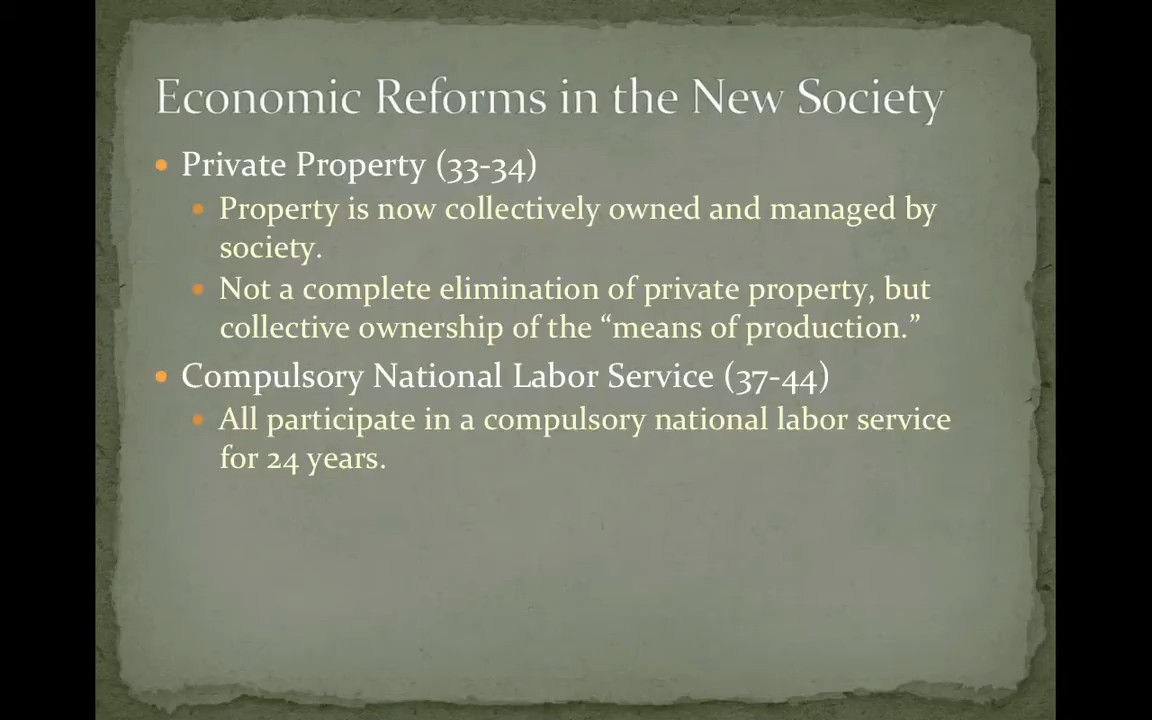 Economic Reforms in the New Society
• Private Property (33-34)
• Property is now collectively owned and managed by
society.
• Not a complete elimination of private property, but
collective ownership of the “means of production.”
• Compulsory National Labor Service (37-44)
• All participate in a compulsory national labor service
for 24 years.